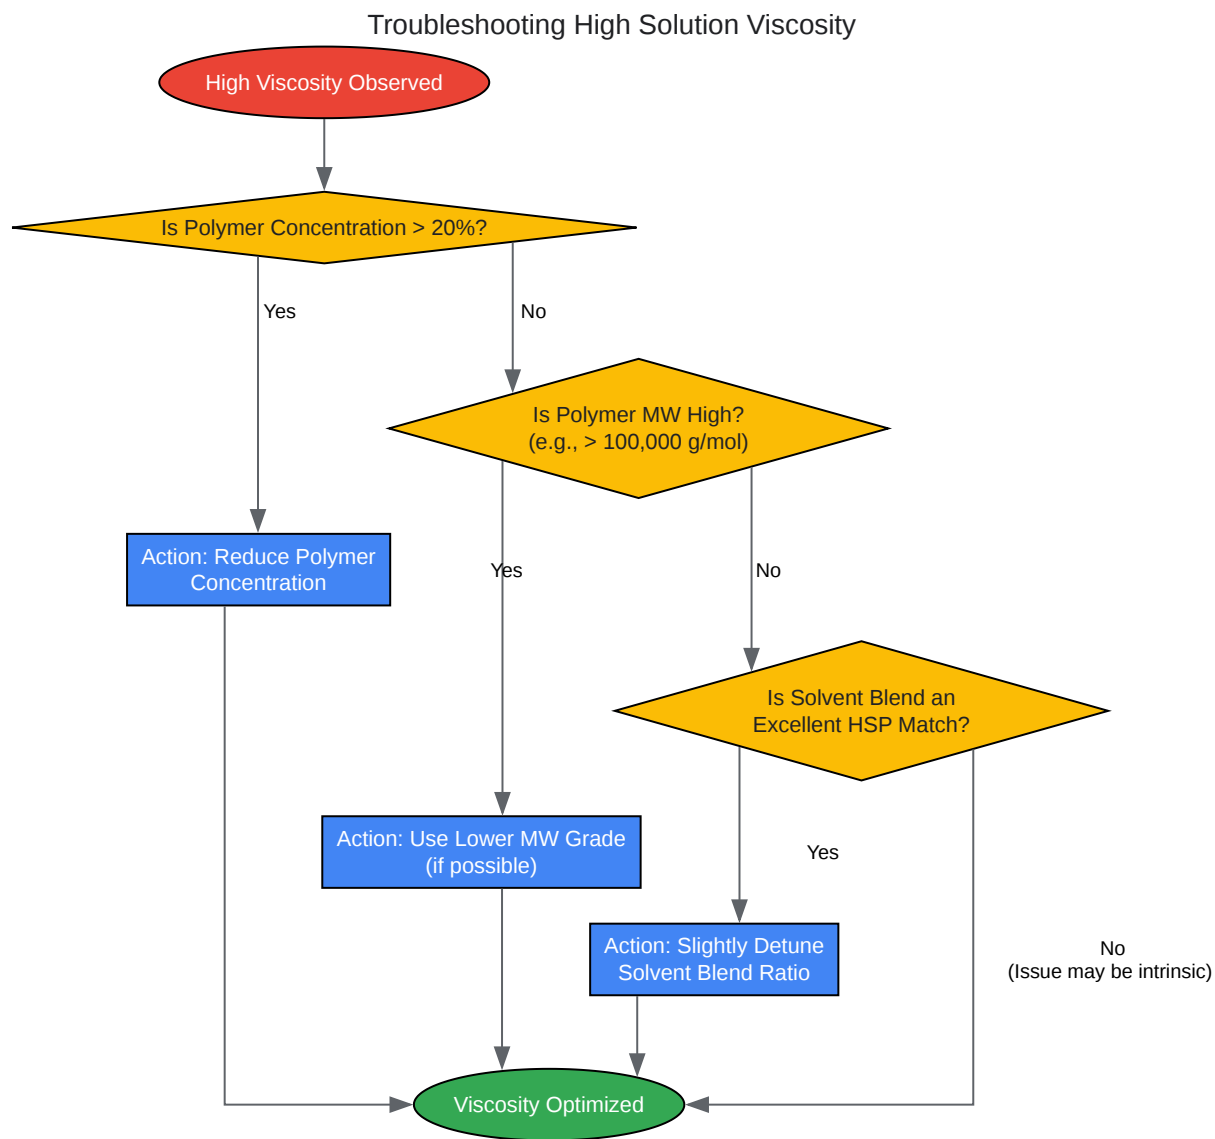 Troubleshooting High Solution Viscosity
High Viscosity Observed
Is Polymer Concentration > 20%?
Yes
No
Is Polymer MW High?
(e.g., > 100,000 g/mol)
Action: Reduce Polymer
Concentration
Yes
No
Is Solvent Blend an
Excellent HSP Match?
Action: Use Lower MW Grade
(if possible)
Yes
Action: Slightly Detune
Solvent Blend Ratio
No
(Issue may be intrinsic)
Viscosity Optimized